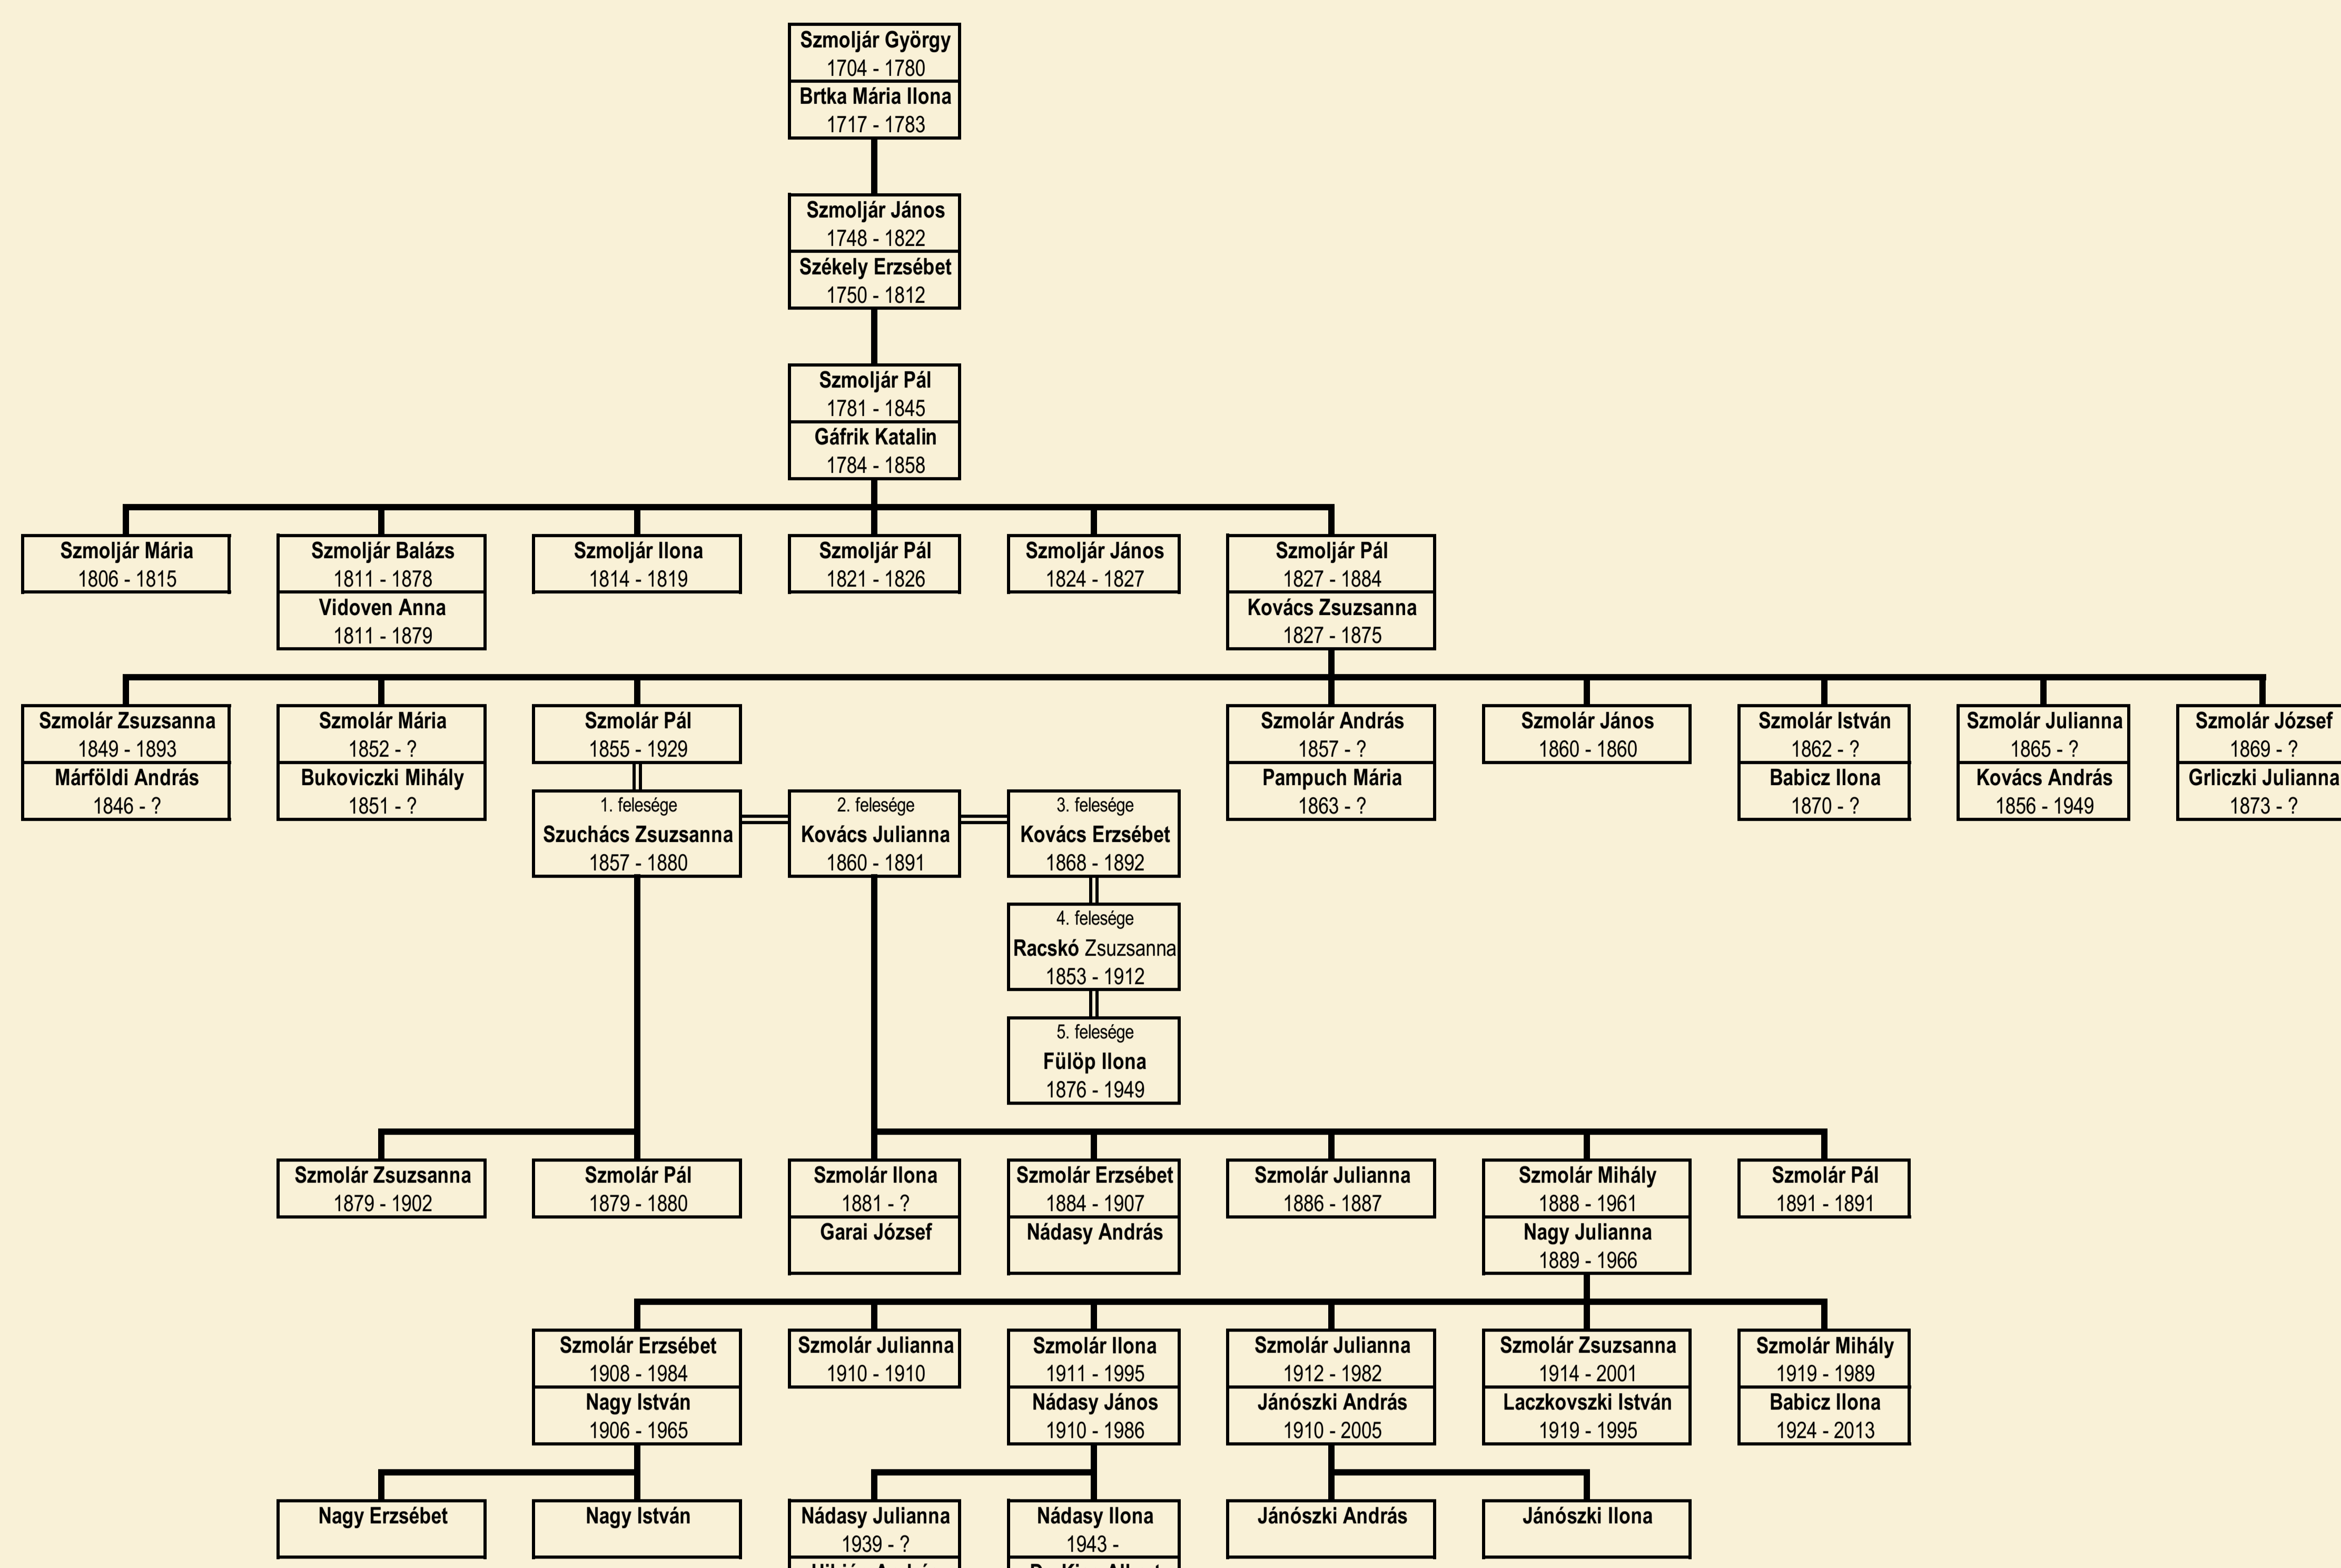 Szmoljár György
1704 - 1780
Brtka Mária Ilona
1717 - 1783
Szmoljár János
1748 - 1822
Székely Erzsébet
1750 - 1812
Szmoljár Pál
1781 - 1845
Gáfrik Katalin
1784 - 1858
Szmoljár Mária
1806 - 1815
Szmoljár Balázs
1811 - 1878
Vidoven Anna
1811 - 1879
Szmoljár Ilona
1814 - 1819
Szmoljár Pál
1821 - 1826
Szmoljár János
1824 - 1827
Szmoljár Pál
1827 - 1884
Kovács Zsuzsanna
1827 - 1875
Szmolár Zsuzsanna
1849 - 1893
Márföldi András
1846 - ?
Szmolár Mária
1852 - ?
Bukoviczki Mihály
1851 - ?
Szmolár Pál
1855 - 1929
1. felesége
Szuchács Zsuzsanna
1857 - 1880
2. felesége
Kovács Julianna
1860 - 1891
3. felesége
Kovács Erzsébet
1868 - 1892
4. felesége
Racskó Zsuzsanna
1853 - 1912
5. felesége
Fülöp Ilona
1876 - 1949
Szmolár András
1857 - ?
Pampuch Mária
1863 - ?
Szmolár János
1860 - 1860
Szmolár István
1862 - ?
Babicz Ilona
1870 - ?
Szmolár Julianna
1865 - ?
Kovács András
1856 - 1949
Szmolár József
1869 - ?
Grliczki Julianna
1873 - ?
Szmolár Zsuzsanna
1879 - 1902
Szmolár Pál
1879 - 1880
Szmolár Ilona
1881 - ?
Garai József
Szmolár Erzsébet
1884 - 1907
Nádasy András
Szmolár Julianna
1886 - 1887
Szmolár Mihály
1888 - 1961
Nagy Julianna
1889 - 1966
Szmolár Pál
1891 - 1891
Szmolár Erzsébet
1908 - 1984
Nagy István
1906 - 1965
Szmolár Julianna
1910 - 1910
Szmolár Ilona
1911 - 1995
Nádasy János
1910 - 1986
Szmolár Julianna
1912 - 1982
Jánószki András
1910 - 2005
Szmolár Zsuzsanna
1914 - 2001
Laczkovszki István
1919 - 1995
Szmolár Mihály
1919 - 1989
Babicz Ilona
1924 - 2013
Nagy Erzsébet
Nagy István
Nádasy Julianna
1939 - ?
Nádasy Ilona
1943 -
Jánószki András
Jánószki Ilona